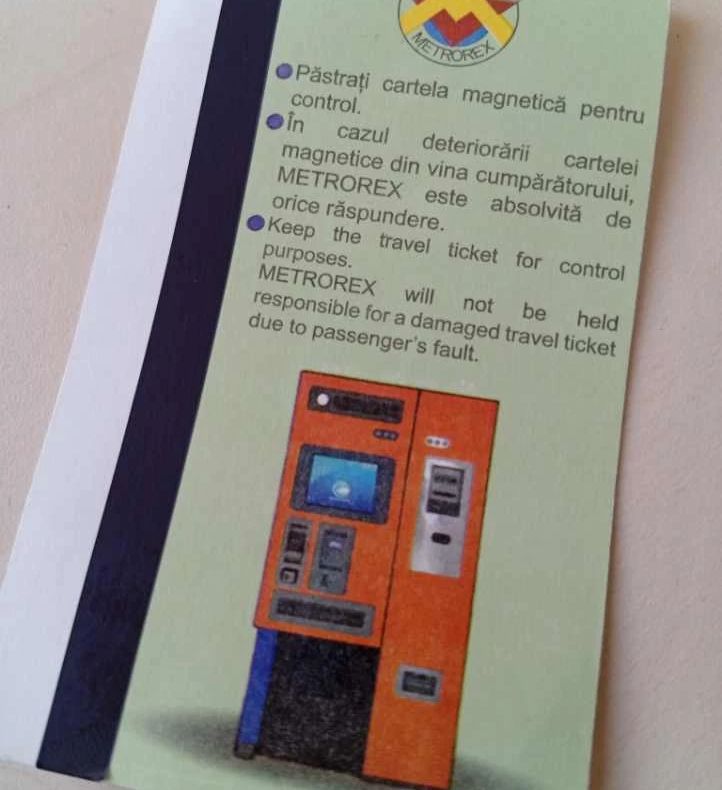 METROREX
Păstrați cartela magnetică pentru
control.
În cazul deteriorării cartelei
magnetice din vina cumpărătorului,
METROREX este absolvită de
orice răspundere.
Keep the travel ticket for control
purposes.
METROREX will not be held
responsible for a damaged travel ticket
due to passenger's fault.